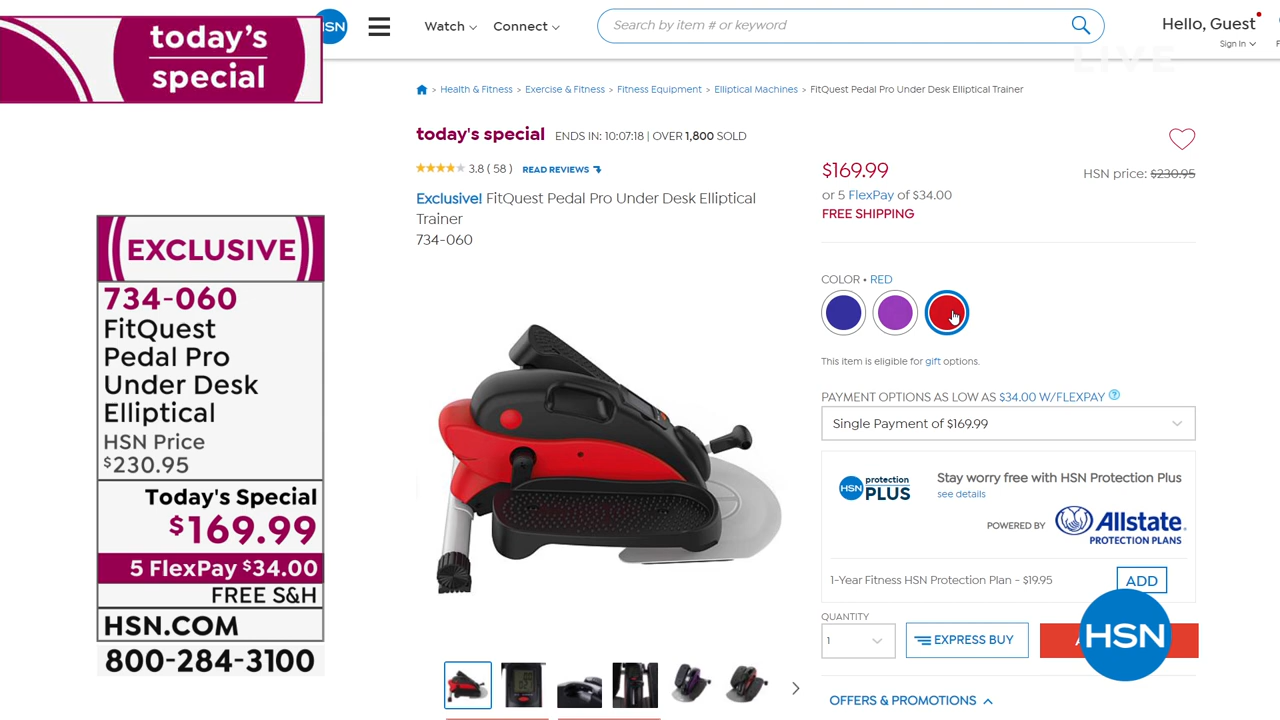 today's
special
HSN
Watch
Connect
Search by item # or keyword
Hello, Guest
Sign In
LIVE
> Health & Fitness > Exercise & Fitness > Fitness Equipment > Elliptical Machines > FitQuest Pedal Pro Under Desk Elliptical Trainer
today's special ENDS IN: 10:07:18 | OVER 1,800 SOLD
3.8 ( 58 ) READ REVIEWS
Exclusive! FitQuest Pedal Pro Under Desk Elliptical
Trainer
734-060
$169.99
HSN price: $230.95
or 5 FlexPay of $34.00
FREE SHIPPING
COLOR • RED
This item is eligible for gift options.
PAYMENT OPTIONS AS LOW AS $34.00 W/FLEXPAY ?
Single Payment of $169.99
HSN protection
PLUS
Stay worry free with HSN Protection Plus
see details
POWERED BY Allstate
PROTECTION PLANS
1-Year Fitness HSN Protection Plan - $19.95
ADD
QUANTITY
1
EXPRESS BUY
HSN
OFFERS & PROMOTIONS
EXCLUSIVE
734-060
FitQuest
Pedal Pro
Under Desk
Elliptical
HSN Price
$230.95
Today's Special
$169.99
5 FlexPay $34.00
FREE S&H
HSN.COM
800-284-3100